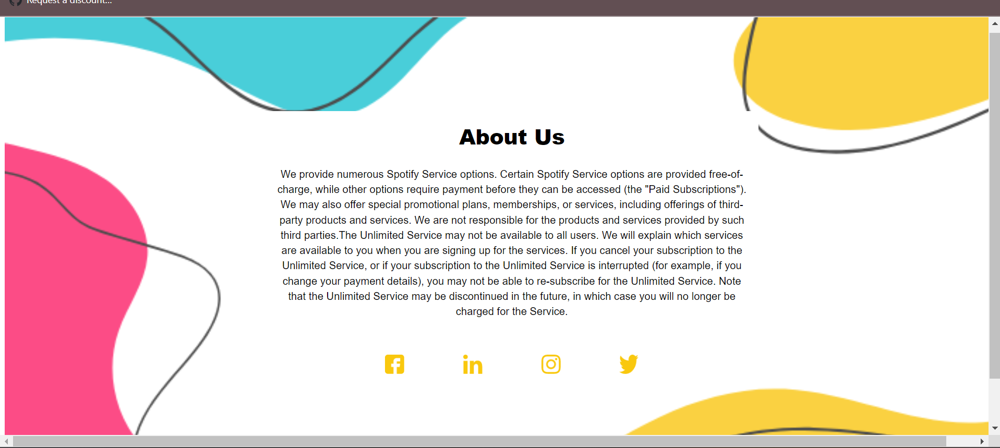 Request a discount...
About Us
We provide numerous Spotify Service options. Certain Spotify Service options are provided free-of-
charge, while other options require payment before they can be accessed (the "Paid Subscriptions").
We may also offer special promotional plans, memberships, or services, including offerings of third-
party products and services. We are not responsible for the products and services provided by such
third parties.The Unlimited Service may not be available to all users. We will explain which services
are available to you when you are signing up for the services. If you cancel your subscription to the
Unlimited Service, or if your subscription to the Unlimited Service is interrupted (for example, if you
change your payment details), you may not be able to re-subscribe for the Unlimited Service. Note
that the Unlimited Service may be discontinued in the future, in which case you will no longer be
charged for the Service.